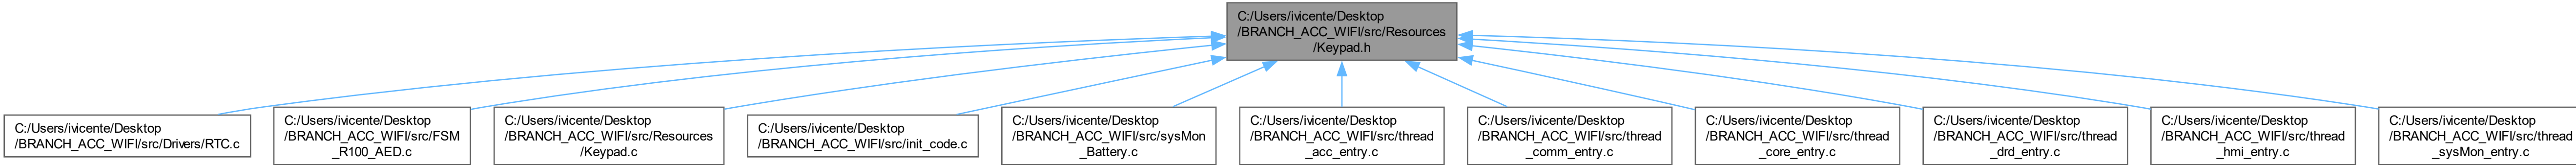 C:/Users/ivicente/Desktop
/BRANCH_ACC_WIFI/src/Resources
/Keypad.h
C:/Users/ivicente/Desktop
/BRANCH_ACC_WIFI/src/Drivers/RTC.c
C:/Users/ivicente/Desktop
/BRANCH_ACC_WIFI/src/FSM
_R100_AED.c
C:/Users/ivicente/Desktop
/BRANCH_ACC_WIFI/src/Resources
/Keypad.c
C:/Users/ivicente/Desktop
/BRANCH_ACC_WIFI/src/init_code.c
C:/Users/ivicente/Desktop
/BRANCH_ACC_WIFI/src/sysMon
_Battery.c
C:/Users/ivicente/Desktop
/BRANCH_ACC_WIFI/src/thread
_acc_entry.c
C:/Users/ivicente/Desktop
/BRANCH_ACC_WIFI/src/thread
_comm_entry.c
C:/Users/ivicente/Desktop
/BRANCH_ACC_WIFI/src/thread
_core_entry.c
C:/Users/ivicente/Desktop
/BRANCH_ACC_WIFI/src/thread
_drd_entry.c
C:/Users/ivicente/Desktop
/BRANCH_ACC_WIFI/src/thread
_hmi_entry.c
C:/Users/ivicente/Desktop
/BRANCH_ACC_WIFI/src/thread
_sysMon_entry.c